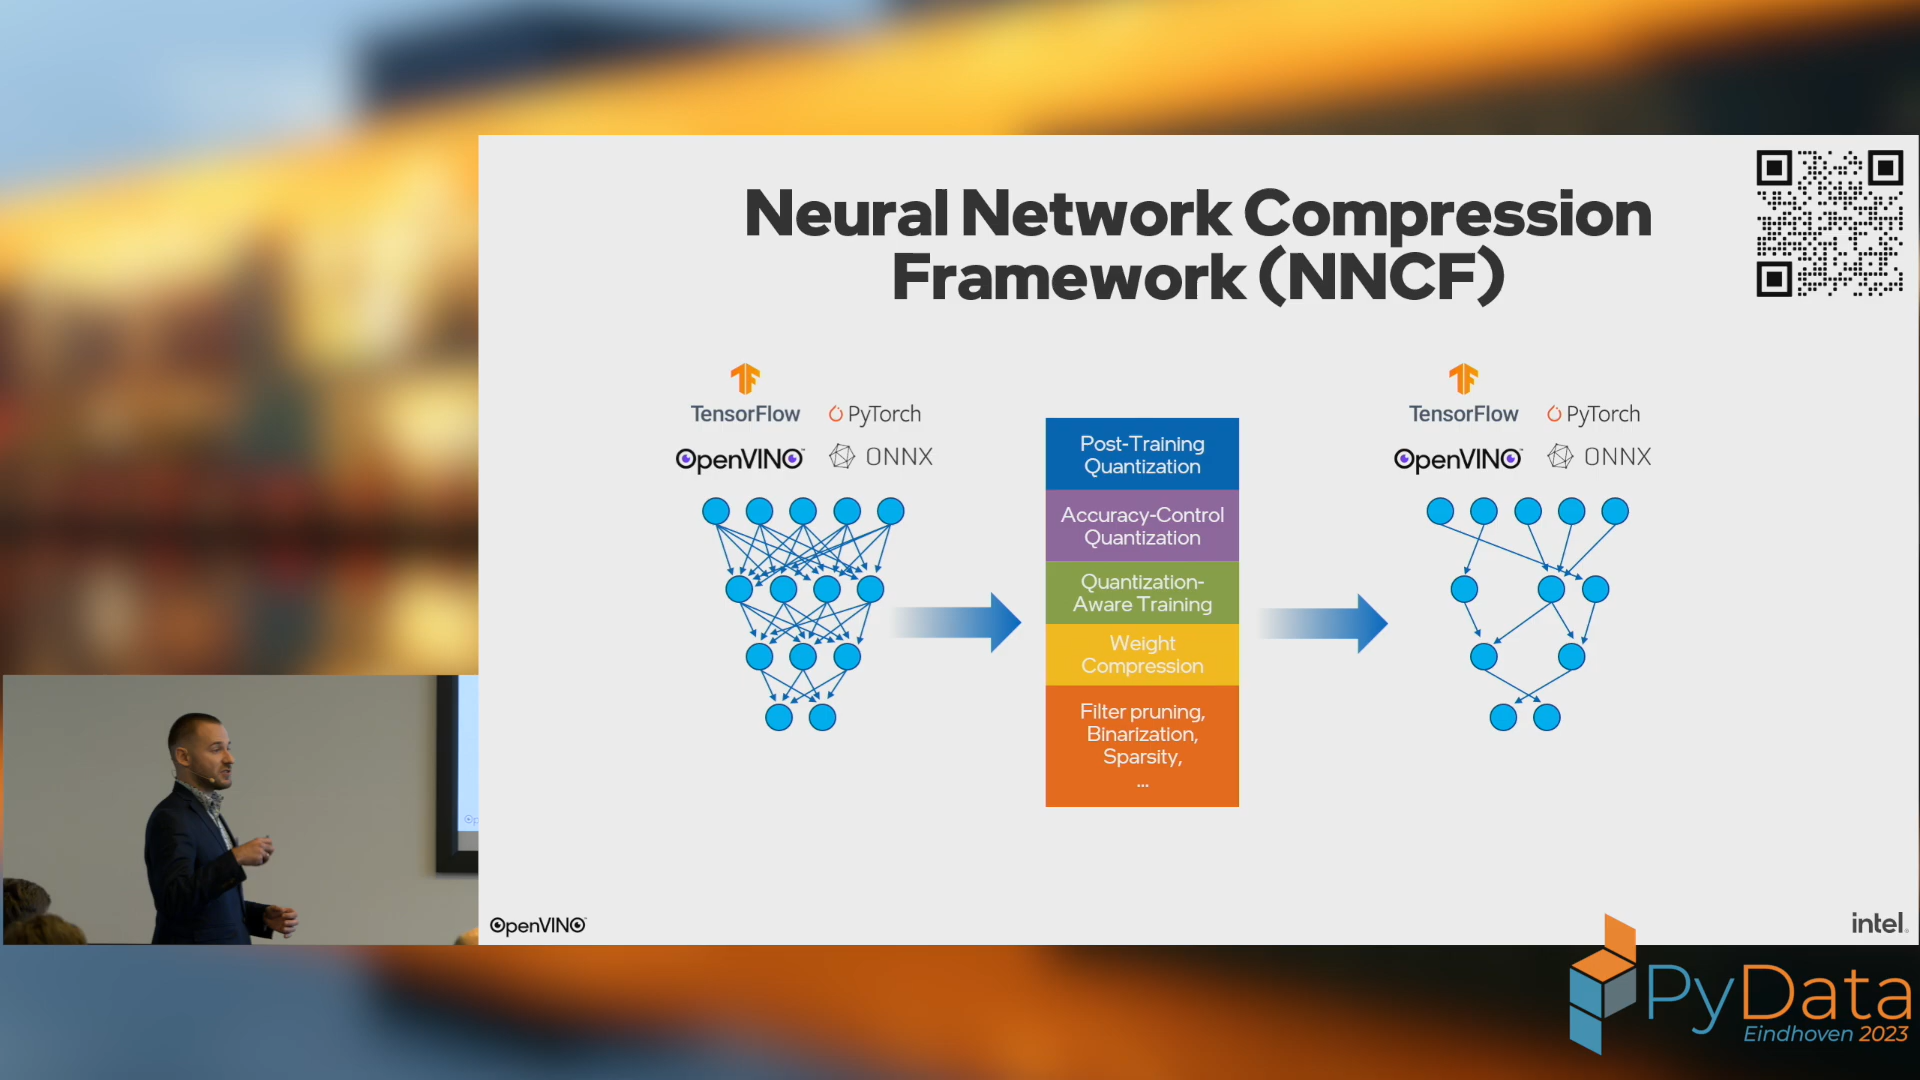 Neural Network Compression
Framework (NNCF)
TensorFlow
PyTorch
OpenVINO
ONNX
Post-Training
Quantization
Accuracy-Control
Quantization
Quantization-
Aware Training
Weight
Compression
Filter pruning,
Binarization,
Sparsity,
...
TensorFlow
PyTorch
OpenVINO
ONNX
OpenVINO
intel.
PyData
Eindhoven 2023